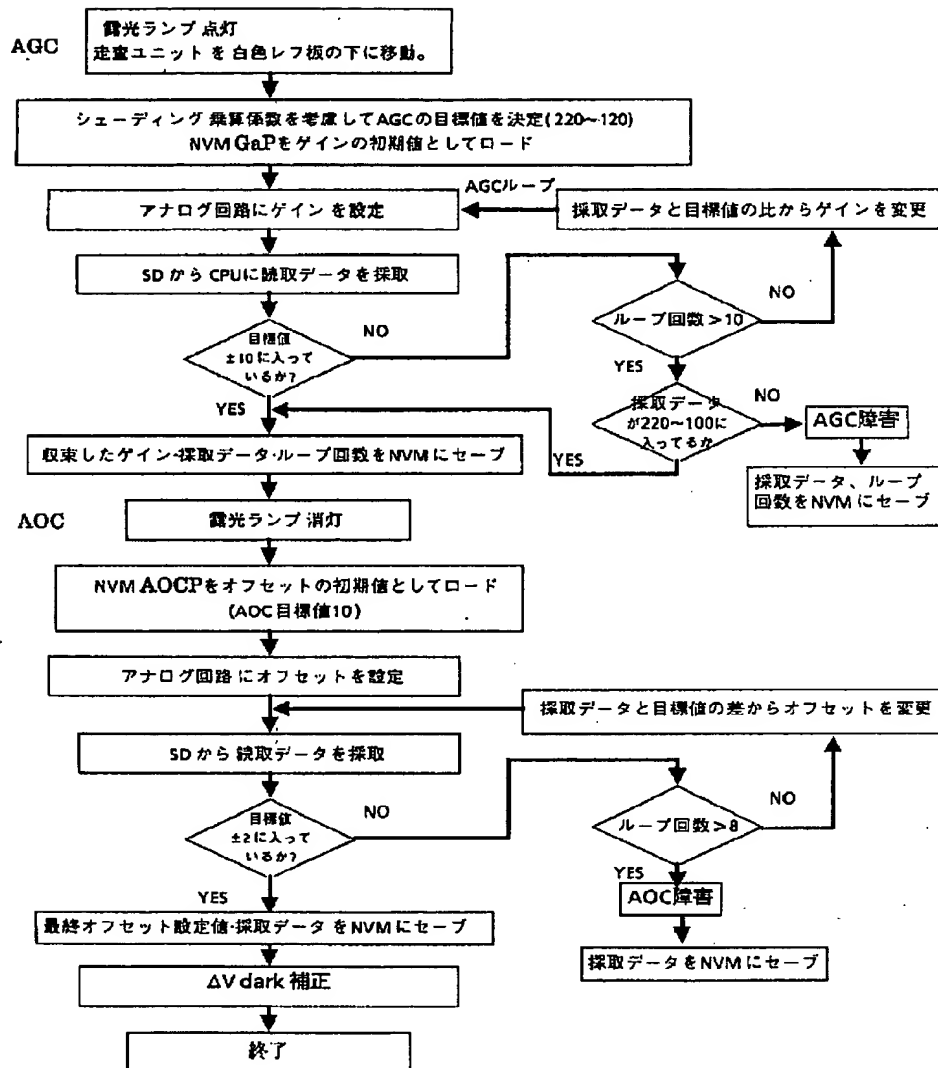 AGC
露光ランプ 点灯
走査ユニット を 白色レフ板の下に移動。
シェーディング 乗算係数を考慮してAGCの目標値を決定(220〜120)
NVM GaPをゲインの初期値としてロード
AGCループ
アナログ回路にゲイン を設定
採取データと目標値の比からゲインを変更
SD から CPUに読取データを採取
NO
ループ回数>10
NO
目標値
±10に入って
いるか?
YES
YES
採取データ
が220〜100に
入ってるか
NO
AGC障害
YES
収束したゲイン・採取データ・ループ回数をNVMにセーブ
採取データ、ループ
回数をNVMにセーブ
AOC
露光ランプ 消灯
NVM AOCPをオフセットの初期値としてロード
(AOC目標値10)
アナログ回路 にオフセットを設定
採取データと目標値の差からオフセットを変更
SD から 読取データを採取
NO
ループ回数>8
NO
目標値
±2に入って
いるか?
YES
YES
AOC障害
最終オフセット設定値・採取データ をNVMにセーブ
採取データをNVMにセーブ
ΔV dark 補正
終了